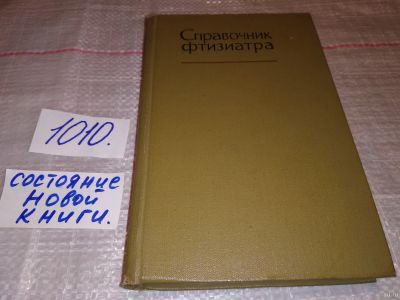 Справочник
фтизиатра
1010.
состояние
новой
книги.